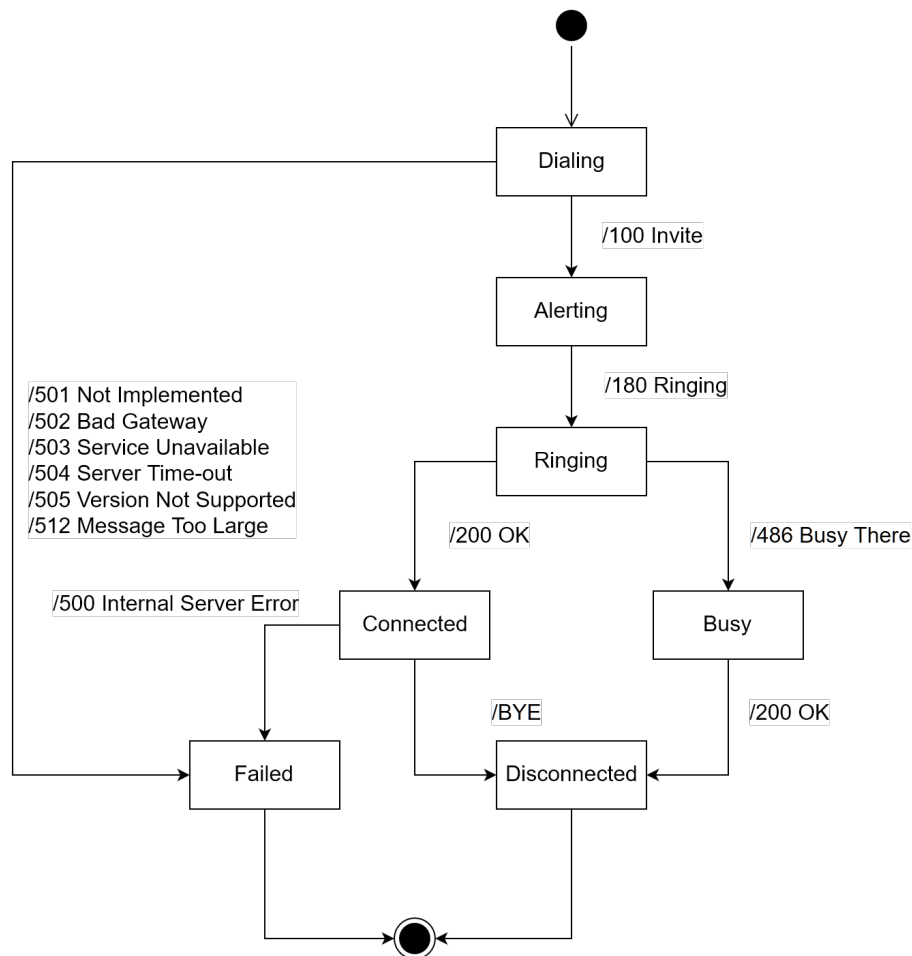 Dialing
/100 Invite
Alerting
/180 Ringing
/501 Not Implemented
/502 Bad Gateway
/503 Service Unavailable
/504 Server Time-out
/505 Version Not Supported
/512 Message Too Large
Ringing
/200 OK
/486 Busy There
/500 Internal Server Error
Connected
Busy
/BYE
/200 OK
Failed
Disconnected